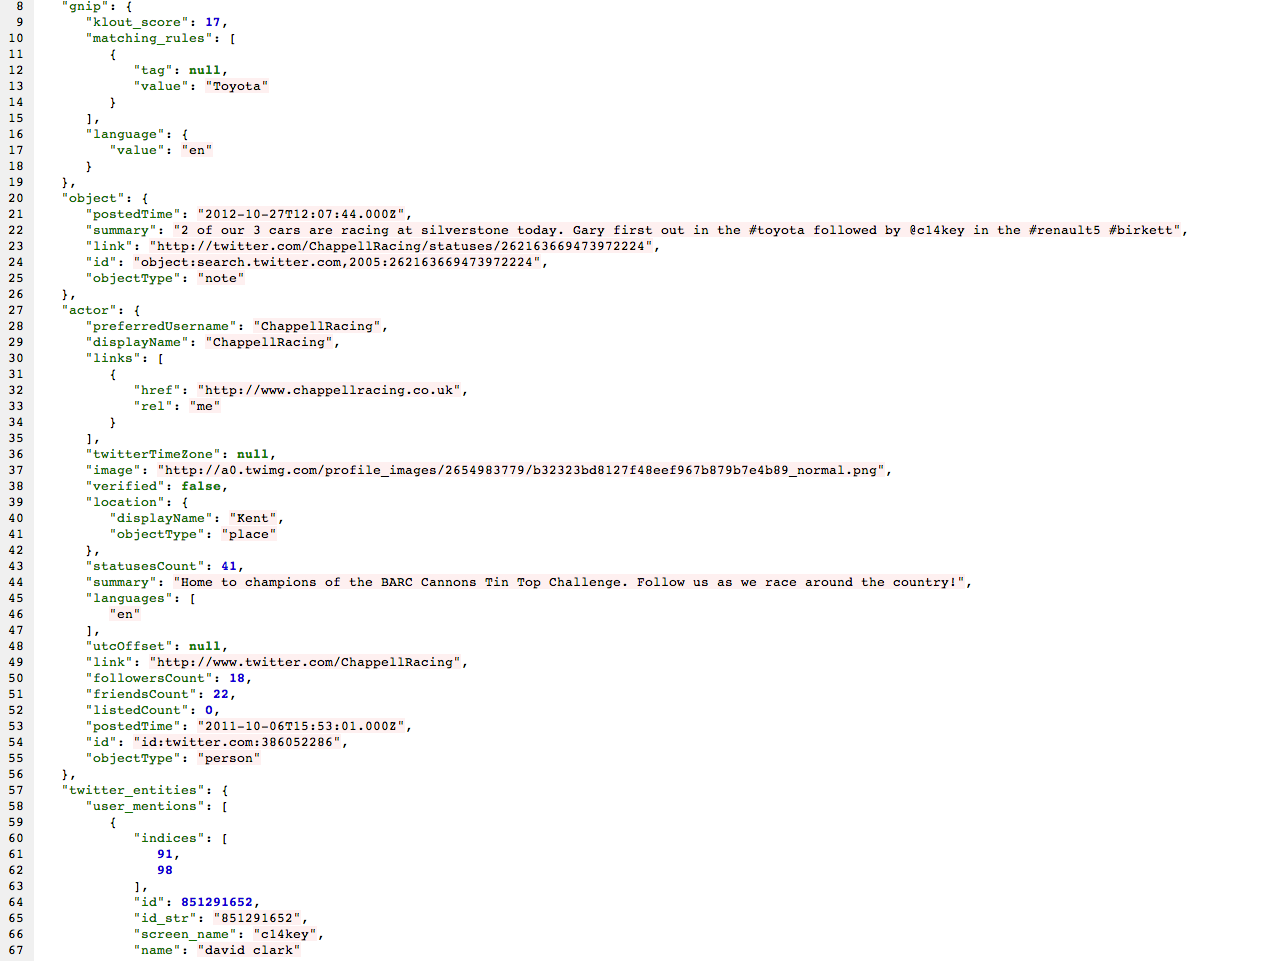 8 "gnip": {
9 "klout_score": 17,
10 "matching_rules": [
11 {
12 "tag": null,
13 "value": "Toyota"
14 }
15 ],
16 "language": {
17 "value": "en"
18 }
19 },
20 "object": {
21 "postedTime": "2012-10-27T12:07:44.000Z",
22 "summary": "2 of our 3 cars are racing at silverstone today. Gary first out in the #toyota followed by @c14key in the #renault5 #birkett",
23 "link": "http://twitter.com/ChappellRacing/statuses/262163669473972224",
24 "id": "object:search.twitter.com,2005:262163669473972224",
25 "objectType": "note"
26 },
27 "actor": {
28 "preferredUsername": "ChappellRacing",
29 "displayName": "ChappellRacing",
30 "links": [
31 {
32 "href": "http://www.chappellracing.co.uk",
33 "rel": "me"
34 }
35 ],
36 "twitterTimeZone": null,
37 "image": "http://a0.twimg.com/profile_images/2654983779/b32323bd8127f48eef967b879b7e4b89_normal.png",
38 "verified": false,
39 "location": {
40 "displayName": "Kent",
41 "objectType": "place"
42 },
43 "statusesCount": 41,
44 "summary": "Home to champions of the BARC Cannons Tin Top Challenge. Follow us as we race around the country!",
45 "languages": [
46 "en"
47 ],
48 "utcOffset": null,
49 "link": "http://www.twitter.com/ChappellRacing",
50 "followersCount": 18,
51 "friendsCount": 22,
52 "listedCount": 0,
53 "postedTime": "2011-10-06T15:53:01.000Z",
54 "id": "id:twitter.com:386052286",
55 "objectType": "person"
56 },
57 "twitter_entities": {
58 "user_mentions": [
59 {
60 "indices": [
61 91,
62 98
63 ],
64 "id": 851291652,
65 "id_str": "851291652",
66 "screen_name": "c14key",
67 "name": "david clark"